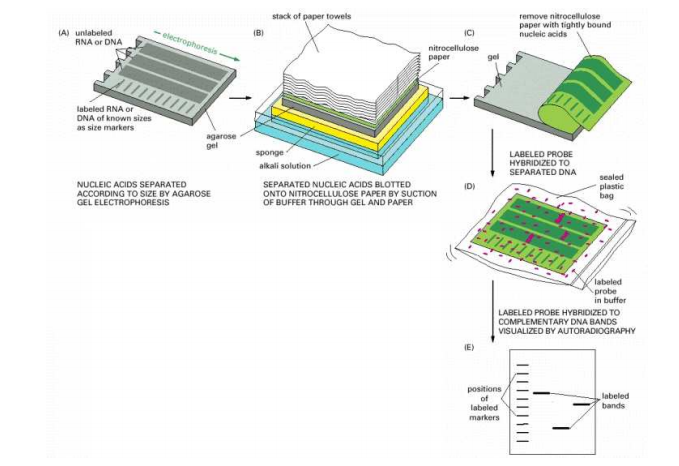 (A)
unlabeled
RNA or DNA
electrophoresis
labeled RNA or
DNA of known sizes
as size markers
agarose
gel
NUCLEIC ACIDS SEPARATED
ACCORDING TO SIZE BY AGAROSE
GEL ELECTROPHORESIS
(B)
stack of paper towels
nitrocellulose
paper
sponge
alkali solution
SEPARATED NUCLEIC ACIDS BLOTTED
ONTO NITROCELLULOSE PAPER BY SUCTION
OF BUFFER THROUGH GEL AND PAPER
(C)
remove nitrocellulose
paper with tightly bound
nucleic acids
gel
LABELED PROBE
HYBRIDIZED TO
SEPARATED DNA
(D)
sealed
plastic
bag
labeled
probe
in buffer
LABELED PROBE HYBRIDIZED TO
COMPLEMENTARY DNA BANDS
VISUALIZED BY AUTORADIOGRAPHY
(E)
positions
of
labeled
markers
labeled
bands